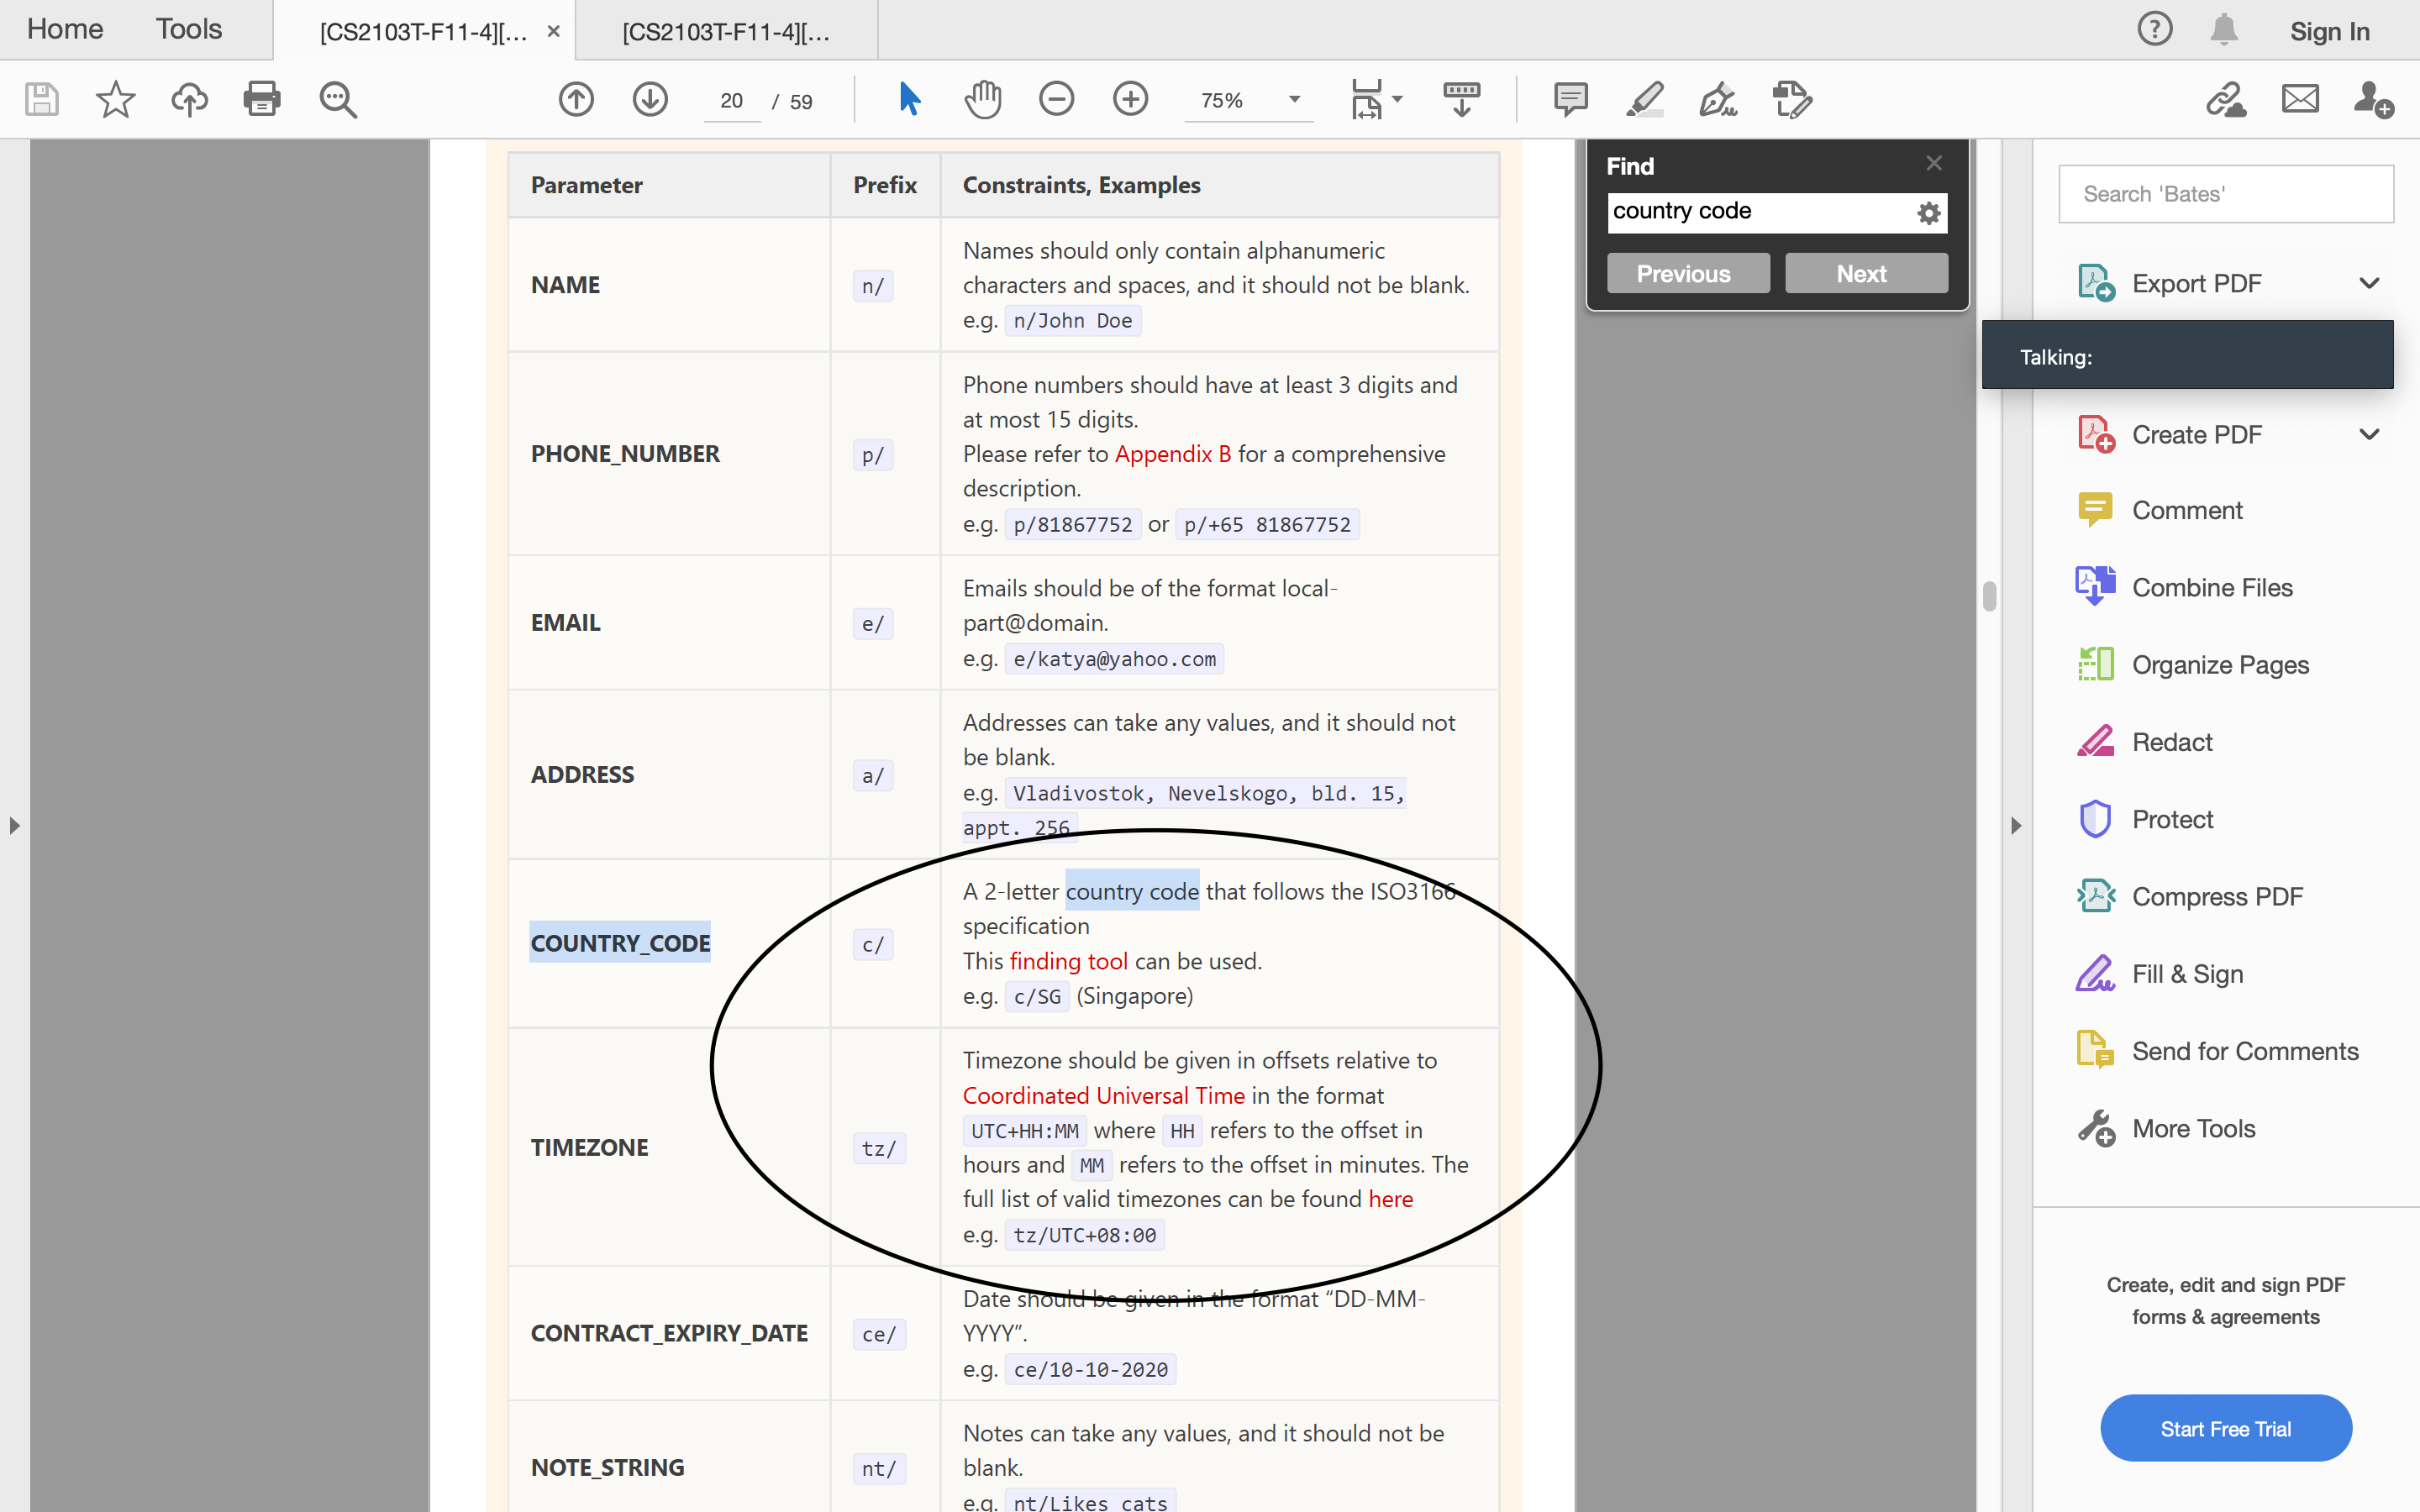 Home
Tools
[CS2103T-F11-4][...
×
[CS2103T-F11-4][...
?
Sign In
20
/ 59
75%
Parameter
Prefix
Constraints, Examples
NAME
n/
Names should only contain alphanumeric
characters and spaces, and it should not be blank.
e.g. n/John Doe
PHONE_NUMBER
p/
Phone numbers should have at least 3 digits and
at most 15 digits.
Please refer to Appendix B for a comprehensive
description.
e.g. p/81867752 or p/+65 81867752
EMAIL
e/
Emails should be of the format local-
part@domain.
e.g. e/katya@yahoo.com
ADDRESS
a/
Addresses can take any values, and it should not
be blank.
e.g. Vladivostok, Nevelskogo, bld. 15,
appt. 256
COUNTRY_CODE
c/
A 2-letter country code that follows the ISO3166
specification
This finding tool can be used.
e.g. c/SG (Singapore)
TIMEZONE
tz/
Timezone should be given in offsets relative to
Coordinated Universal Time in the format
UTC+HH:MM where HH refers to the offset in
hours and MM refers to the offset in minutes. The
full list of valid timezones can be found here
e.g. tz/UTC+08:00
CONTRACT_EXPIRY_DATE
ce/
Date should be given in the format “DD-MM-
YYYY”.
e.g. ce/10-10-2020
NOTE_STRING
nt/
Notes can take any values, and it should not be
blank.
e.g. nt/Likes cats
Find
country code
Previous
Next
Search 'Bates'
Export PDF
Talking:
Create PDF
Comment
Combine Files
Organize Pages
Redact
Protect
Compress PDF
Fill & Sign
Send for Comments
More Tools
Create, edit and sign PDF
forms & agreements
Start Free Trial